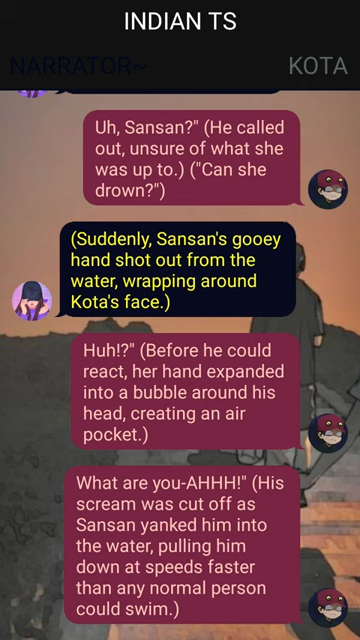 INDIAN TS
NARRATOR~ KOTA
Uh, Sansan?" (He called
out, unsure of what she
was up to.) ("Can she
drown?")
(Suddenly, Sansan's gooey
hand shot out from the
water, wrapping around
Kota's face.)
Huh!?" (Before he could
react, her hand expanded
into a bubble around his
head, creating an air
pocket.)
What are you-AHHH!" (His
scream was cut off as
Sansan yanked him into
the water, pulling him
down at speeds faster
than any normal person
could swim.)